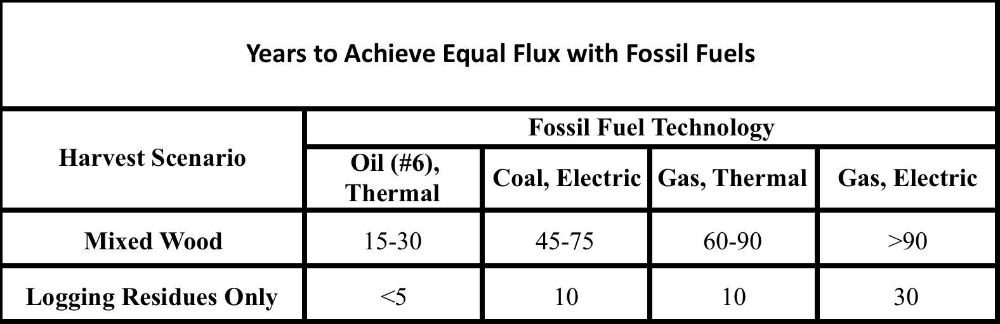 Years to Achieve Equal Flux with Fossil Fuels
Harvest Scenario
Fossil Fuel Technology
Oil (#6),
Thermal
Coal, Electric
Gas, Thermal
Gas, Electric
Mixed Wood
15-30
45-75
60-90
>90
Logging Residues Only
<5
10
10
30